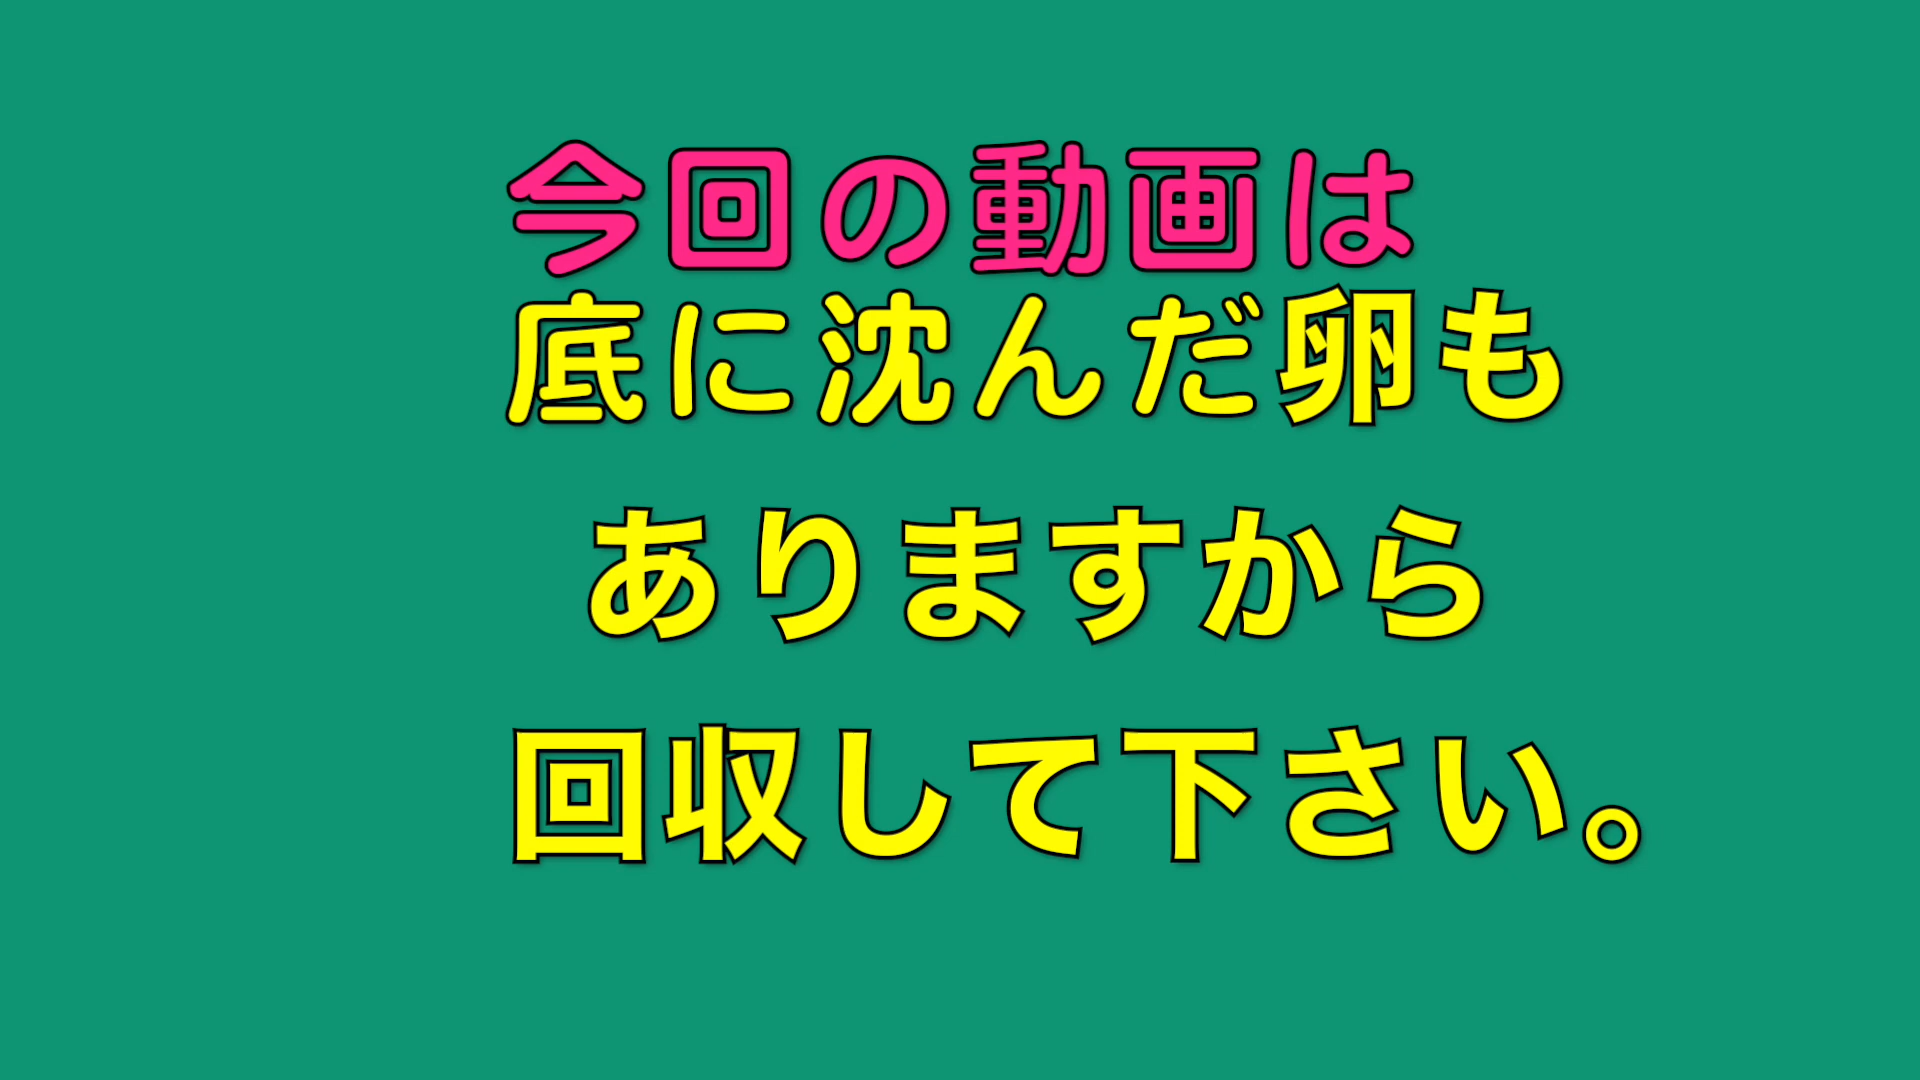 今回の動画は
底に沈んだ卵も
ありますから
回収して下さい。